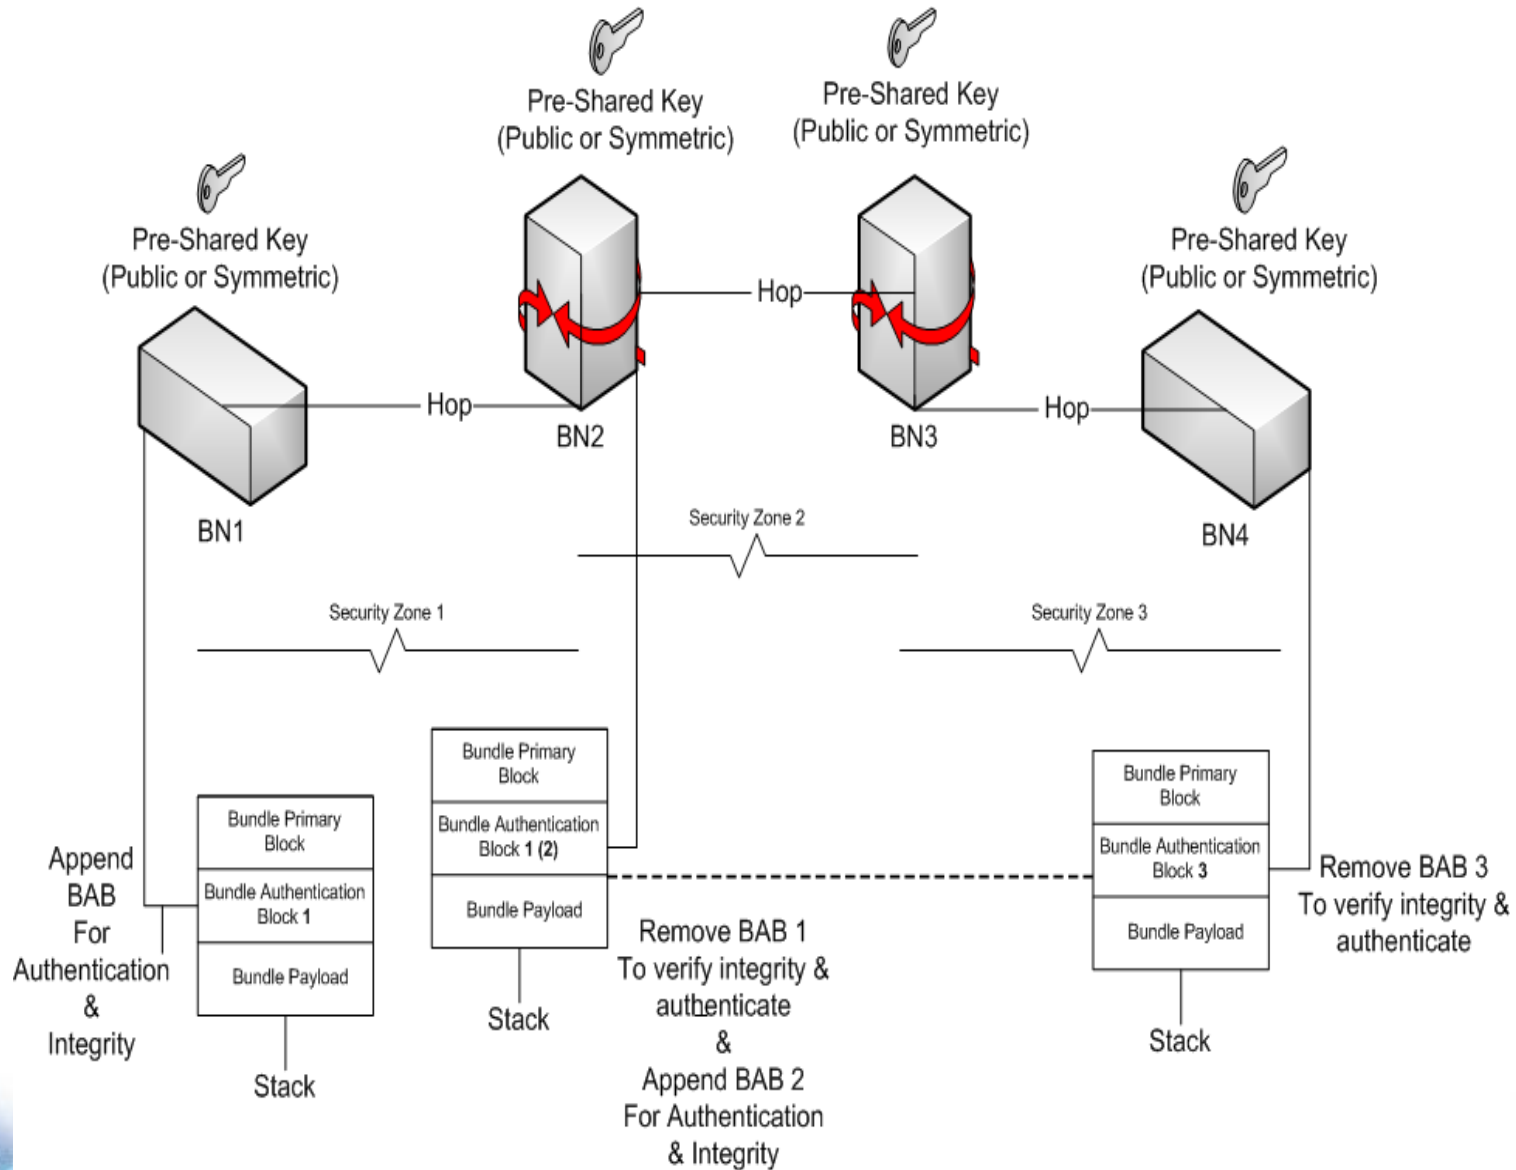 Pre-Shared Key
(Public or Symmetric)
Pre-Shared Key
(Public or Symmetric)
Pre-Shared Key
(Public or Symmetric)
Pre-Shared Key
(Public or Symmetric)
Hop
Hop
Hop
BN1
BN2
BN3
BN4
Security Zone 2
Security Zone 1
Security Zone 3
Append
BAB
For
Authentication
&
Integrity
Bundle Primary
Block
Bundle Authentication
Block 1
Bundle Payload
Stack
Bundle Primary
Block
Bundle Authentication
Block 1 (2)
Bundle Payload
Stack
Remove BAB 1
To verify integrity &
authenticate
&
Append BAB 2
For Authentication
& Integrity
Bundle Primary
Block
Bundle Authentication
Block 3
Bundle Payload
Stack
Remove BAB 3
To verify integrity &
authenticate